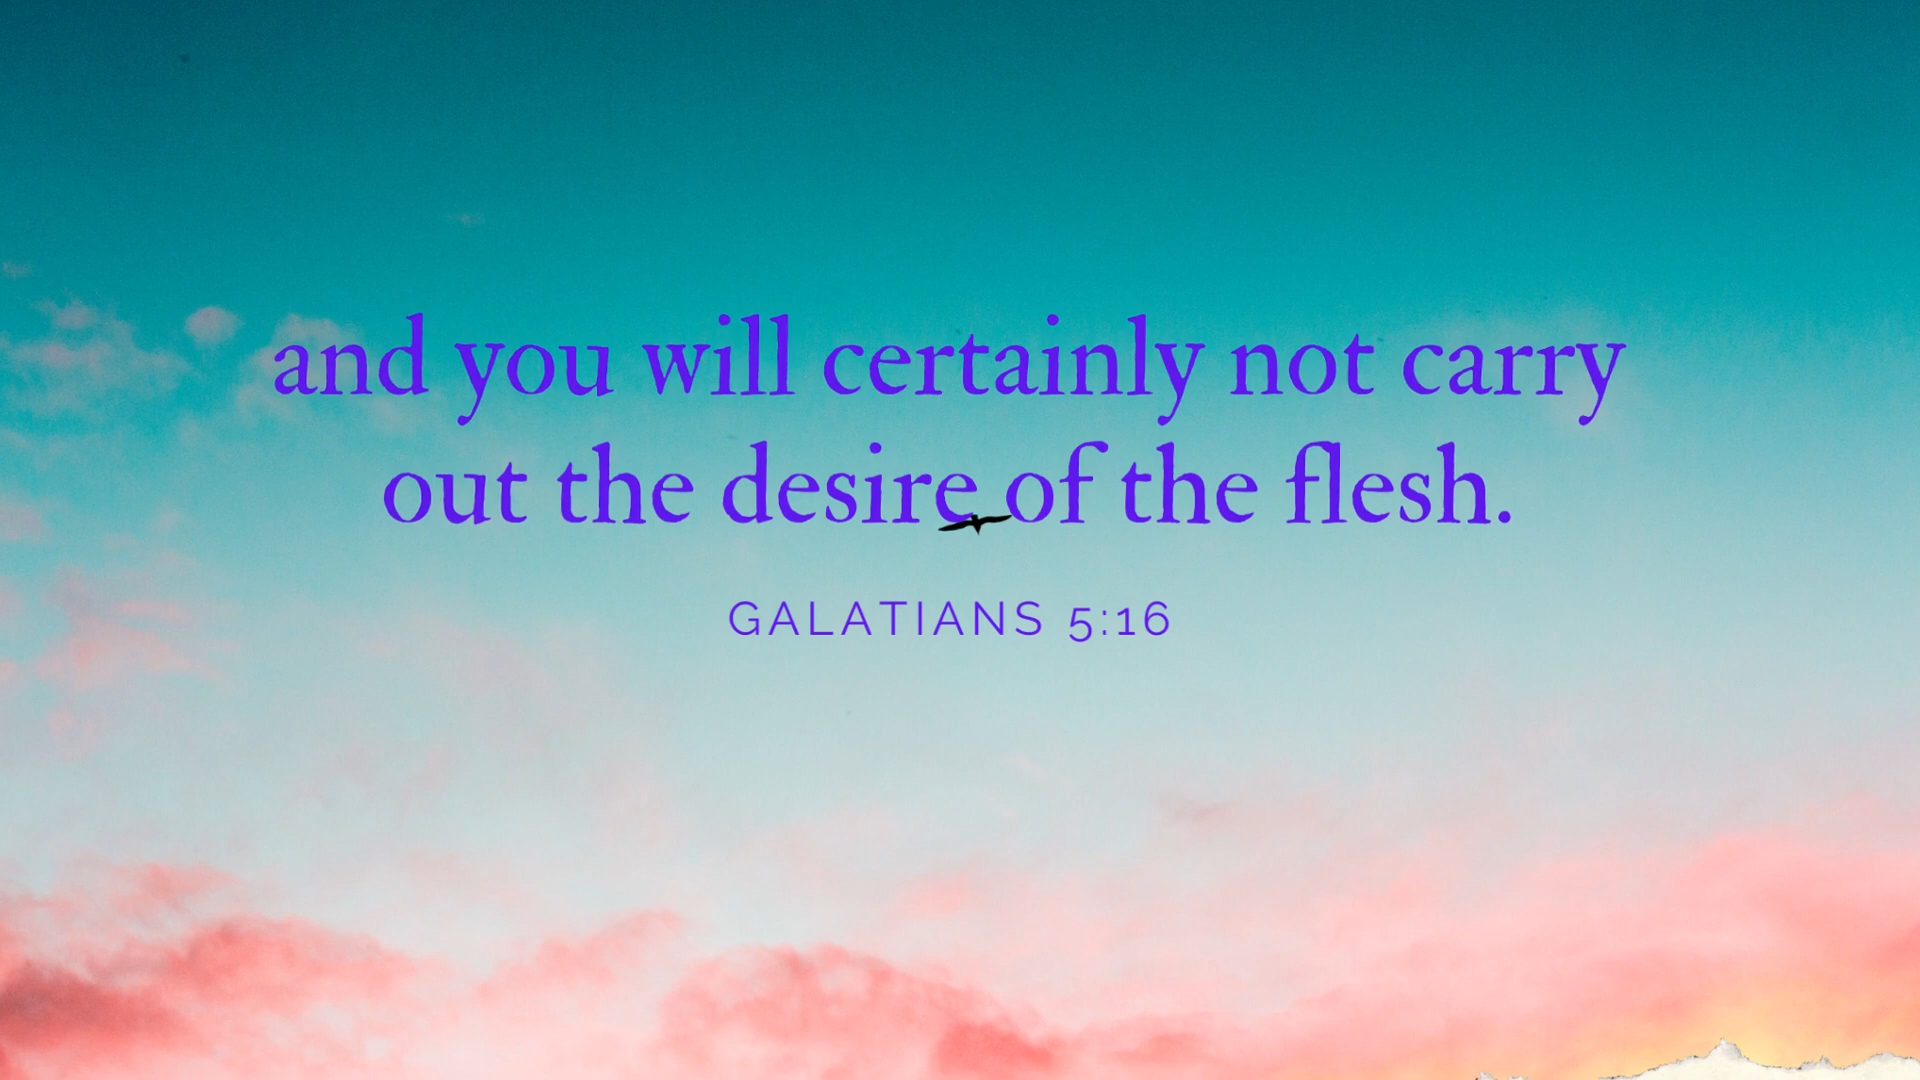 and you will certainly not carry
out the desire of the flesh.
GALATIANS 5:16